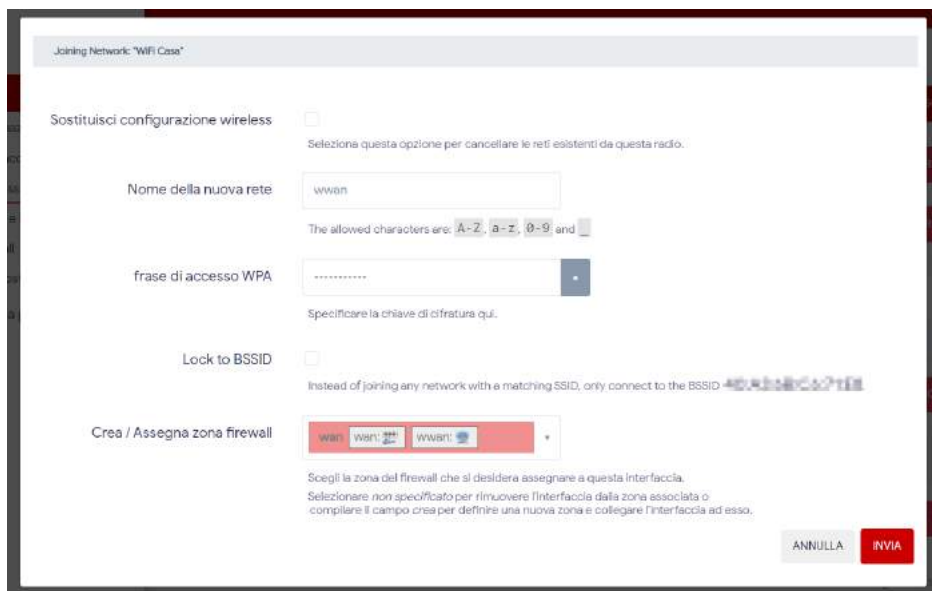 Joining Network: "WiFi Casa"
Sostituisci configurazione wireless
Seleziona questa opzione per cancellare le reti esistenti da questa radio.
Nome della nuova rete
wwan
The allowed characters are: A-Z, a-z, 0-9 and _
frase di accesso WPA
-----------
Specificare la chiave di cifratura qui.
Lock to BSSID
Instead of joining any network with a matching SSID, only connect to the BSSID
Crea / Assegna zona firewall
wan wan: wwan:
Scegli la zona del firewall che si desidera assegnare a questa interfaccia.
Selezionare non specificato per rimuovere l'interfaccia dalla zona associata o
compilare il campo crea per definire una nuova zona e collegare l'interfaccia ad esso.
ANNULLA INVIA